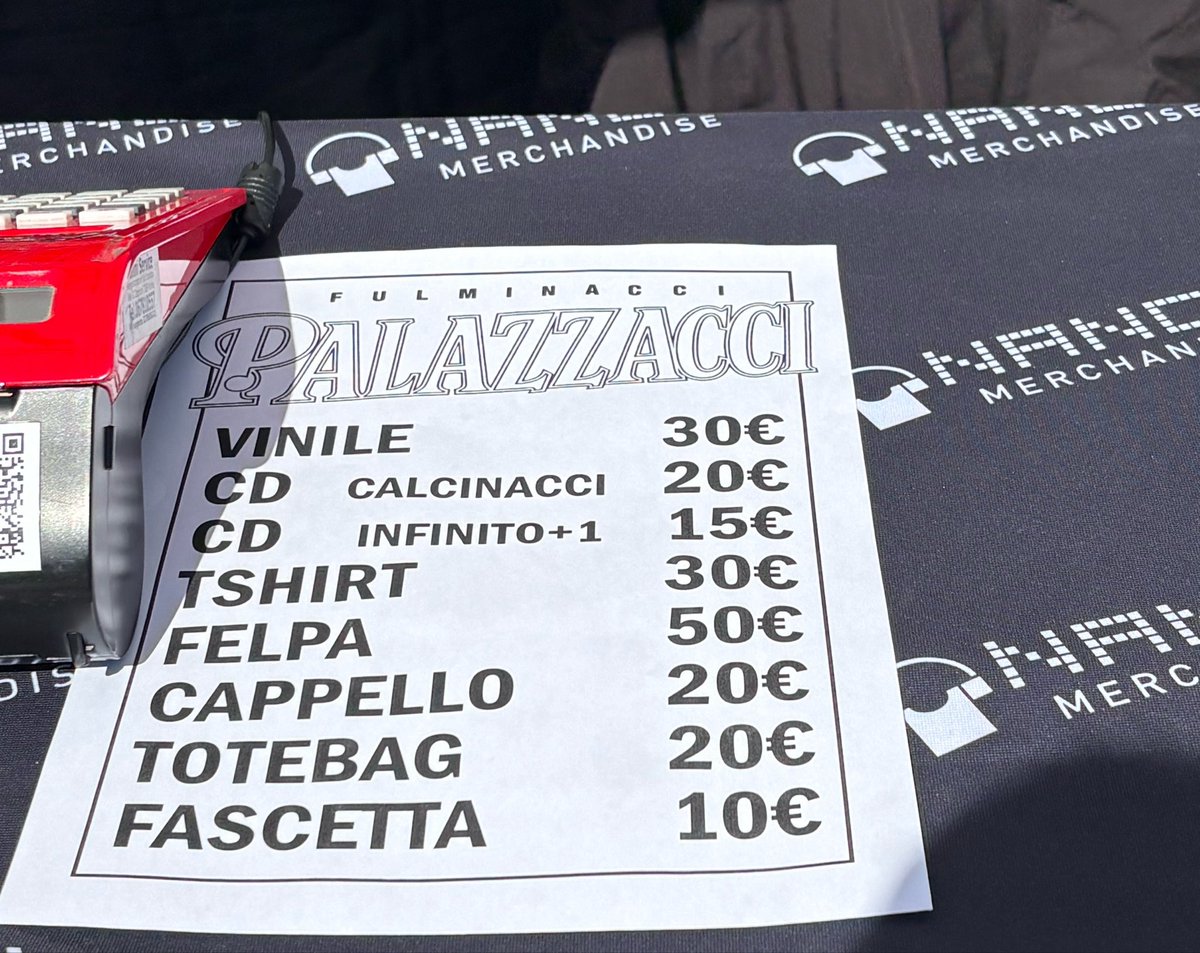 MERCHANDISE
MERCHANDISE
MERCHANDISE
FULMINACCI
PALAZZACCI
VINILE 30€
CD CALCINACCI 20€
CD INFINITO+1 15€
TSHIRT 30€
FELPA 50€
CAPPELLO 20€
TOTEBAG 20€
FASCETTA 10€